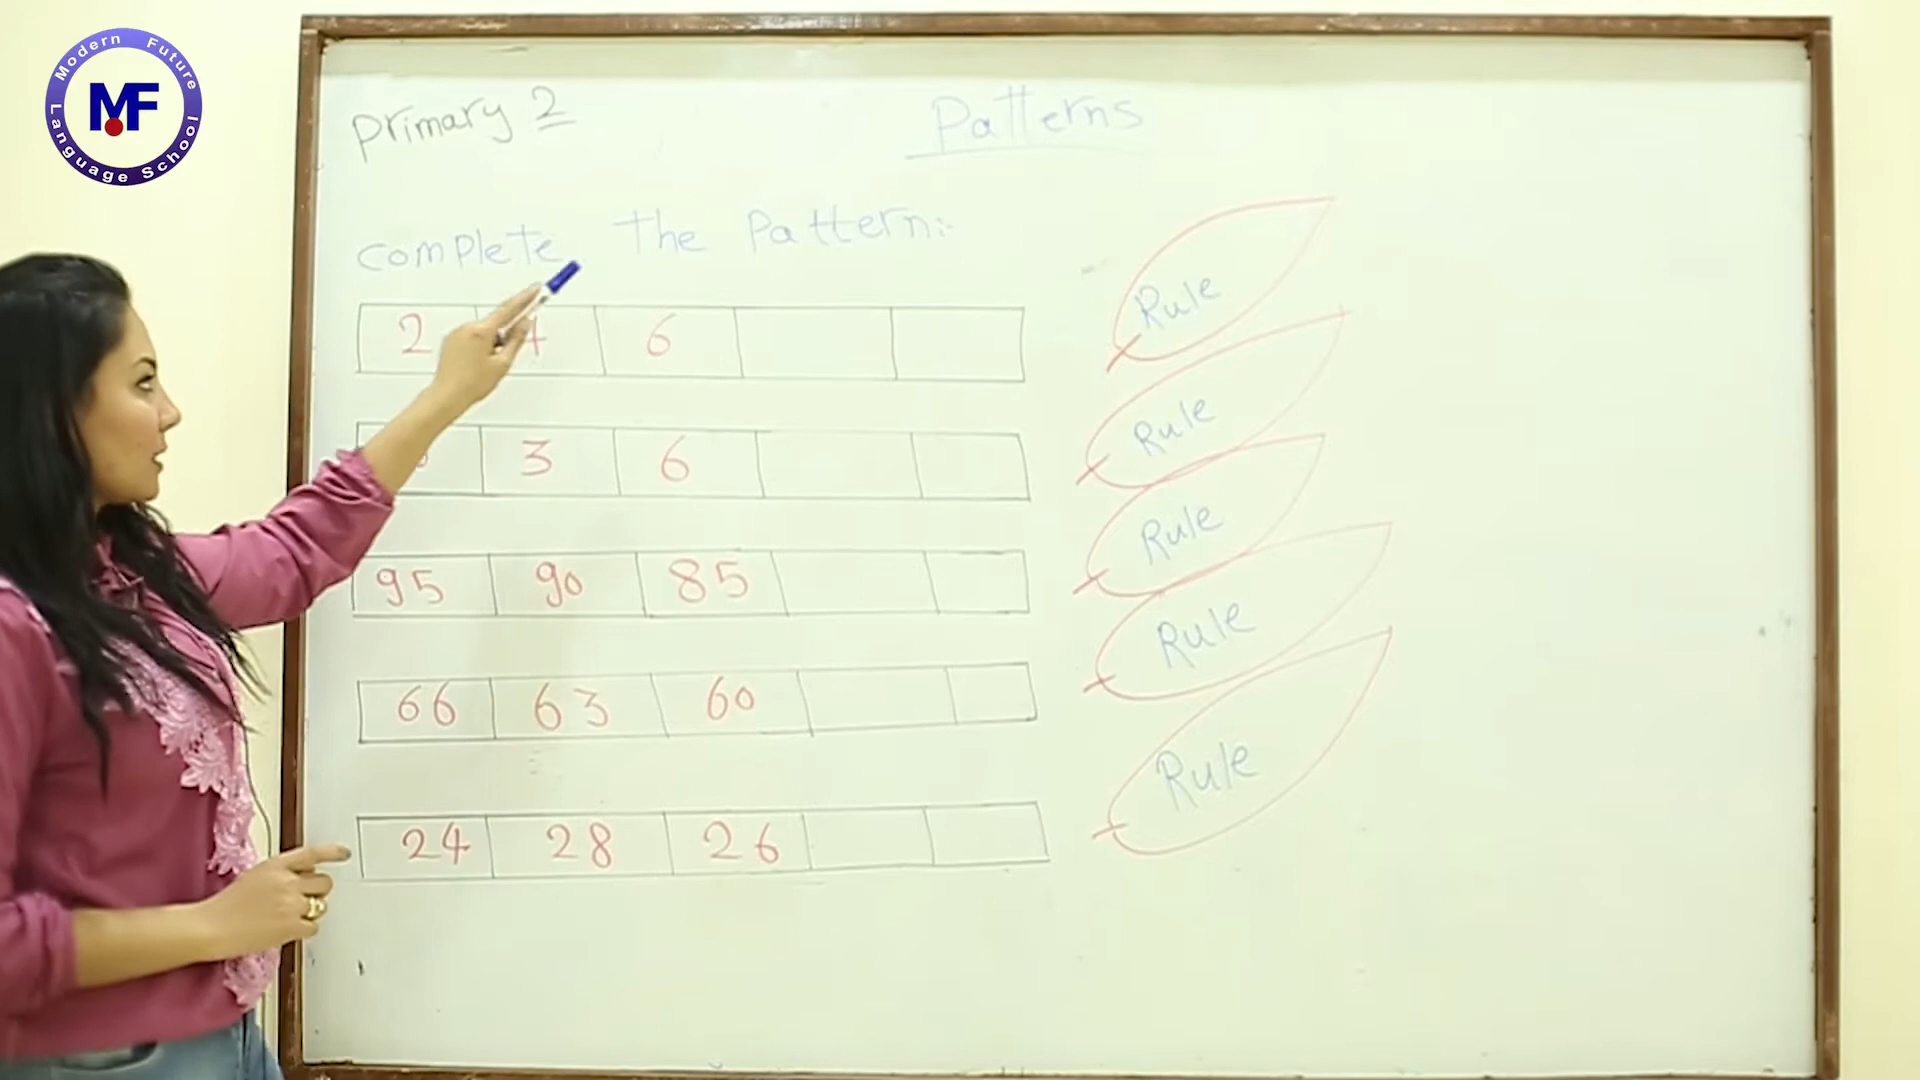 Modern Future
MF
Language School
Primary 2
Patterns
Complete The Pattern:-
2 4 6
3 6
95 90 85
66 63 60
24 28 26
Rule
Rule
Rule
Rule
Rule